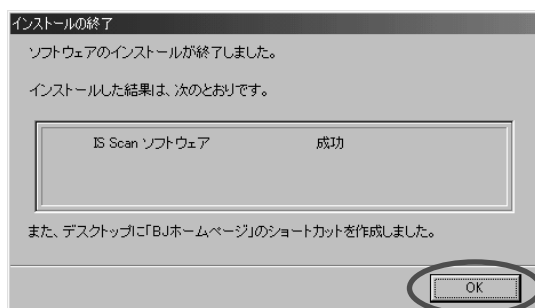 インストールの終了
ソフトウェアのインストールが終了しました。
インストールした結果は、次のとおりです。
IS Scan ソフトウェア 成功
また、デスクトップに「BJホームページ」のショートカットを作成しました。
OK